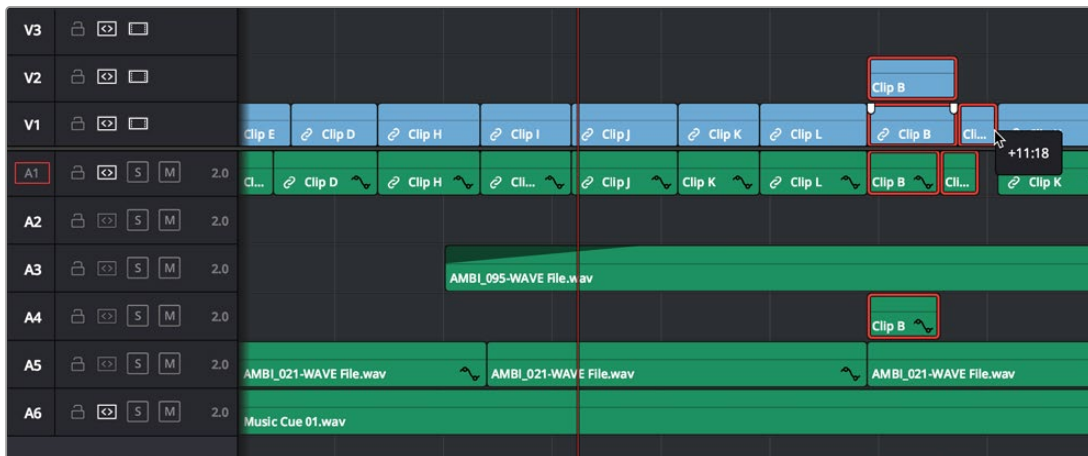 V3
V2
Clip B
V1
Clip E Clip D Clip H Clip I Clip J Clip K Clip L Clip B Cli...
+11:18
A1 S M 2.0 Cl... Clip D Clip H Cli... Clip J Clip K Clip L Clip B Cli... Clip K
A2 S M 2.0
A3 S M 2.0
AMBI_095-WAVE File.wav
A4 S M 2.0
Clip B
A5 S M 2.0 AMBI_021-WAVE File.wav AMBI_021-WAVE File.wav AMBI_021-WAVE File.wav
A6 S M 2.0 Music Cue 01.wav